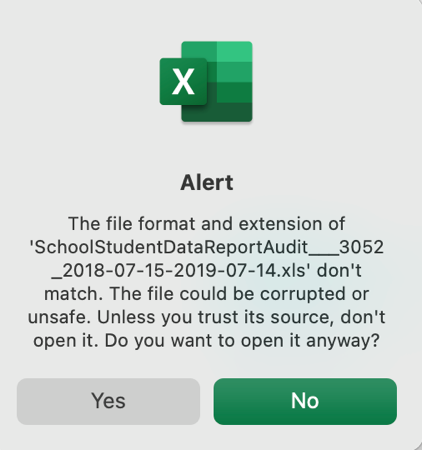 X
Alert
The file format and extension of
'SchoolStudentDataReportAudit___3052
_2018-07-15-2019-07-14.xls' don't
match. The file could be corrupted or
unsafe. Unless you trust its source, don't
open it. Do you want to open it anyway?
Yes
No